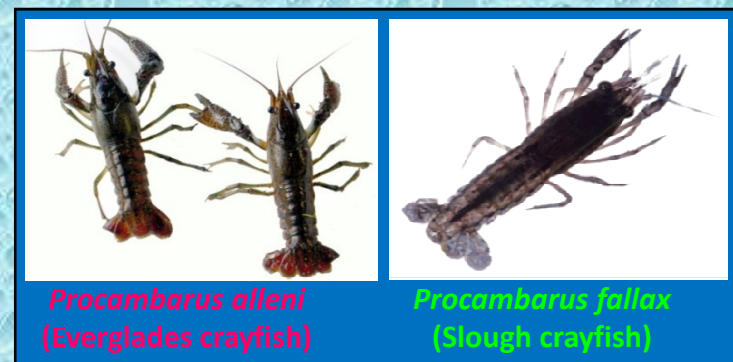 Procambarus alleni
(Everglades crayfish)
Procambarus fallax
(Slough crayfish)